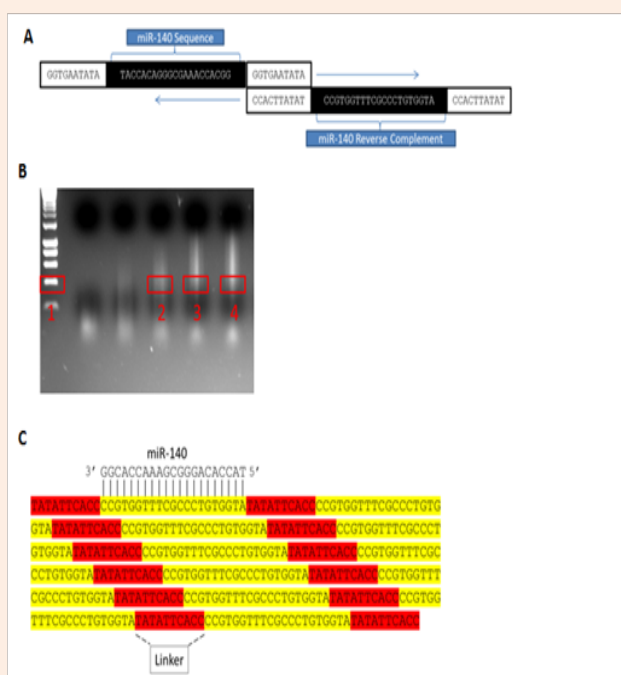 A
miR-140 Sequence
GGTGAATATA TACCACAGGGCGAAACCACGG GGTGAATATA
CCACTTATAT CCGTGGTTTCGCCCTGTGGTA CCACTTATAT
miR-140 Reverse Complement
B
1 2 3 4
C
miR-140
3’ GGCACCAAAGCGGGACACCAT 5’
TATATTCACCCCGTGGTTTCGCCCTGTGGTATATATTCACCCCGTGGTTTCGCCCTGTG
GTATATATTCACCCCGTGGTTTCGCCCTGTGGTATATATTCACCCCGTGGTTTCGCCCT
GTGGTATATATTCACCCCGTGGTTTCGCCCTGTGGTATATATTCACCCCGTGGTTTCGC
CCTGTGGTATATATTCACCCCGTGGTTTCGCCCTGTGGTATATATTCACCCCGTGGTTT
CGCCCTGTGGTATATATTCACCCCGTGGTTTCGCCCTGTGGTATATATTCACCCCGTGG
TTTCGCCCTGTGGTATATATTCACCCCGTGGTTTCGCCCTGTGGTATATATTCACC
Linker